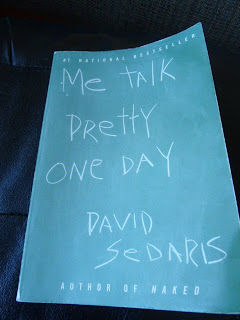 #1 NATIONAL BESTSELLER
Me TALK
PReTTY
ONE DAY
DAVID
SeDARIS
AUTHOR OF NAKED